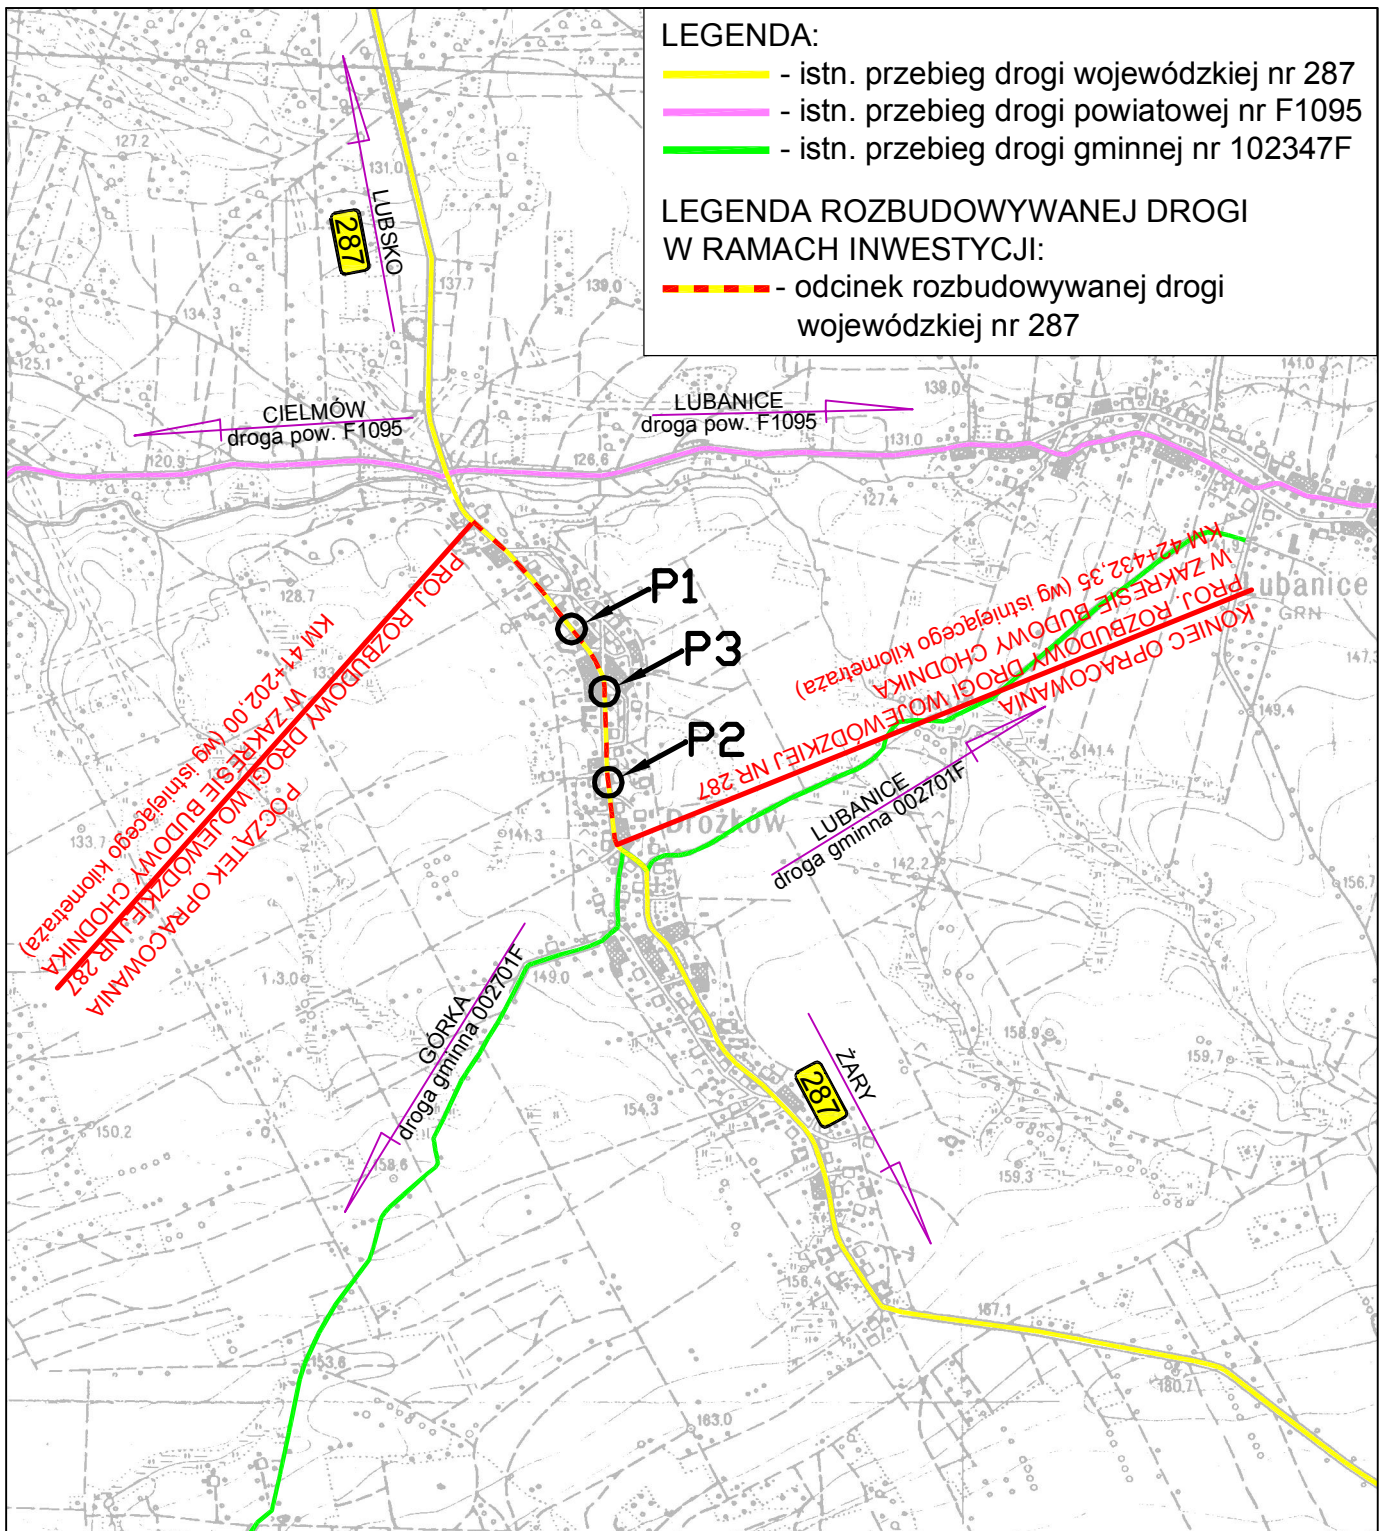 LEGENDA:
- istn. przebieg drogi wojewódzkiej nr 287
- istn. przebieg drogi powiatowej nr F1095
- istn. przebieg drogi gminnej nr 102347F
LEGENDA ROZBUDOWYWANEJ DROGI
W RAMACH INWESTYCJI:
- odcinek rozbudowywanej drogi
wojewódzkiej nr 287
127.2
131.0
LUBSKO
287
137.7
139.0
134.3
125.1
141.0
139.0
CIELMÓW
droga pow. F1095
LUBANICE
droga pow. F1095
131.0
120.9
126.6
127.4
POCZĄTEK OPRACOWANIA
PROJ. ROZBUDOWY DROGI WOJEWÓDZKIEJ NR 287
W ZAKRESIE BUDOWY CHODNIKA
KM 41+202,00 (wg istniejącego kilometraża)
128.7
P1
P3
P2
KONIEC OPRACOWANIA
PROJ. ROZBUDOWY DROGI WOJEWÓDZKIEJ NR 287
W ZAKRESIE BUDOWY CHODNIKA
KM 42+432,35 (wg istniejącego kilometraża)
Lubanice
GRN
147.3
149.4
141.4
133.7
141.3
Drożków
LUBANICE
droga gminna 002701F
142.2
156.7
149.0
GÓRKA
droga gminna 002701F
158.9
159.7
ŻARY
287
154.3
150.2
158.6
159.3
156.4
167.1
153.6
180.7
163.0